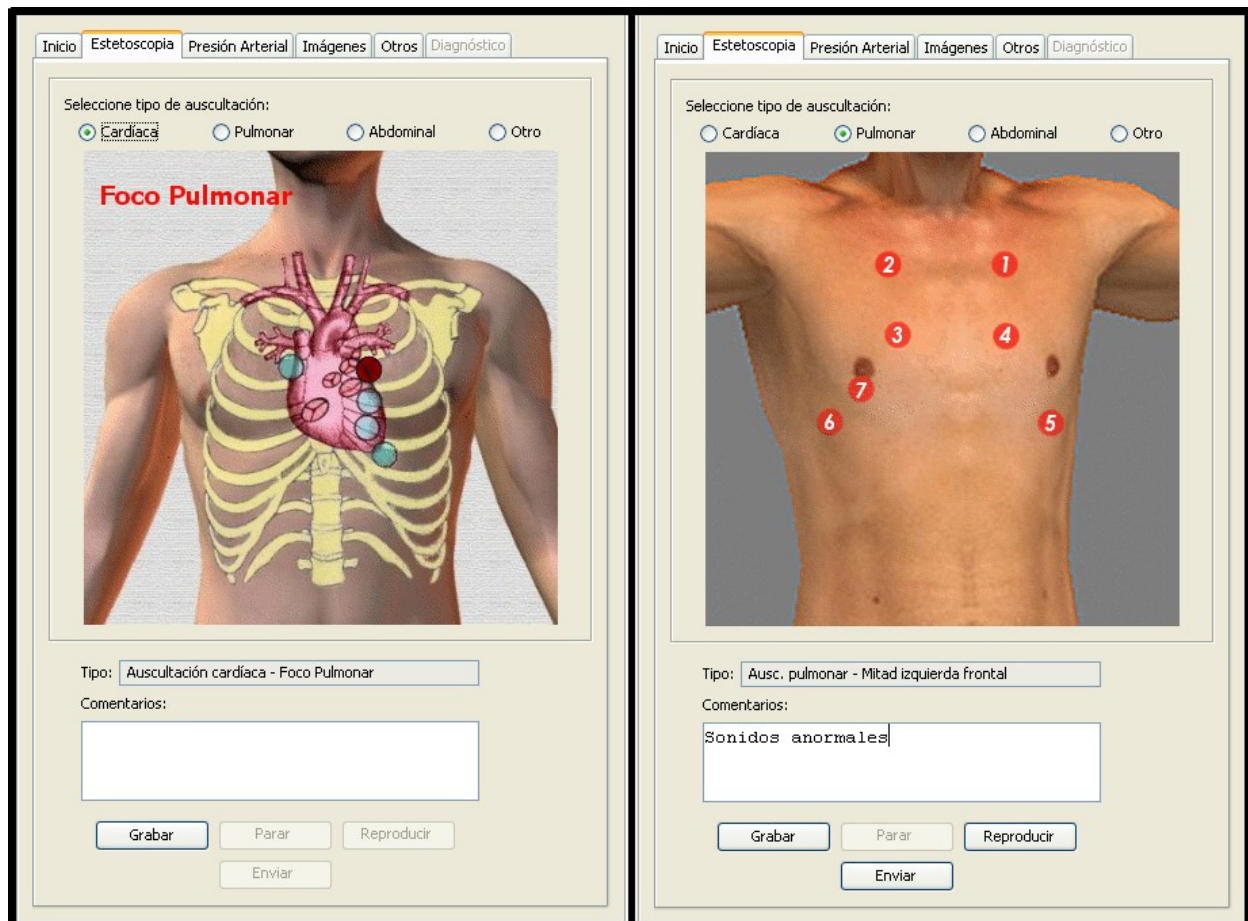 Inicio Estetoscopia Presión Arterial Imágenes Otros Diagnóstico
Seleccione tipo de auscultación:
Cardíaca Pulmonar Abdominal Otro
Foco Pulmonar
Tipo: Auscultación cardíaca - Foco Pulmonar
Comentarios:
Grabar Parar Reproducir
Enviar
Inicio Estetoscopia Presión Arterial Imágenes Otros Diagnóstico
Seleccione tipo de auscultación:
Cardíaca Pulmonar Abdominal Otro
2 1
3 4
7
6 5
Tipo: Ausc. pulmonar - Mitad izquierda frontal
Comentarios:
Sonidos anormales
Grabar Parar Reproducir
Enviar